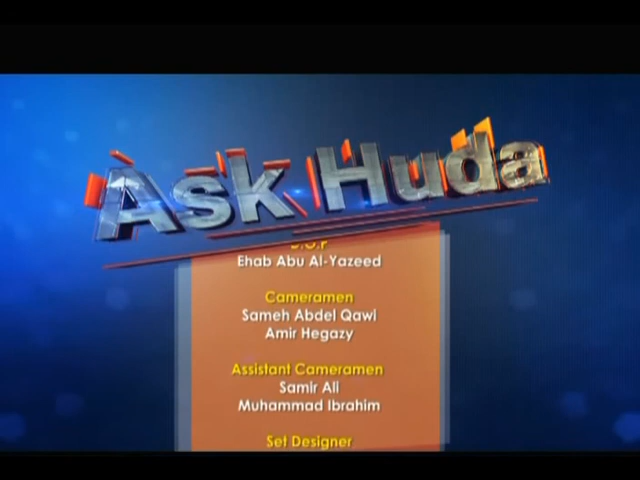 Ask Huda
D.O.P
Ehab Abu Al-Yazeed
Cameramen
Sameh Abdel Qawi
Amir Hegazy
Assistant Cameramen
Samir Ali
Muhammad Ibrahim
Set Designer